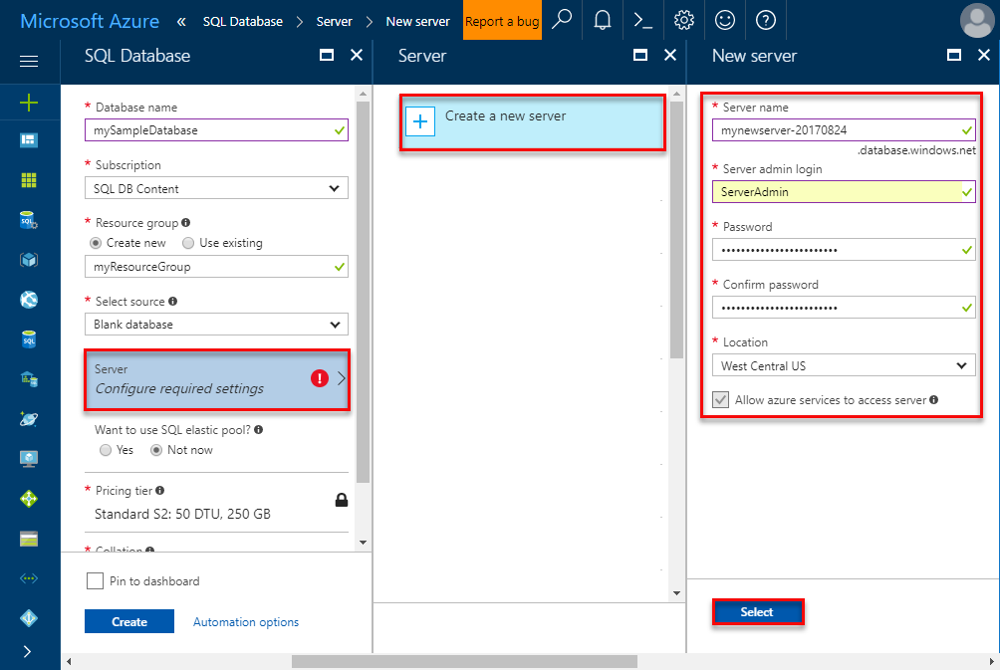 Microsoft Azure « SQL Database > Server > New server Report a bug
SQL Database
* Database name
mySampleDatabase
* Subscription
SQL DB Content
* Resource group
Create new Use existing
myResourceGroup
* Select source
Blank database
Server
Configure required settings
Want to use SQL elastic pool?
Yes Not now
* Pricing tier
Standard S2: 50 DTU, 250 GB
* Collation
Pin to dashboard
Create Automation options
Server
Create a new server
New server
* Server name
mynewserver-20170824
.database.windows.net
* Server admin login
ServerAdmin
* Password
* Confirm password
* Location
West Central US
Allow azure services to access server
Select